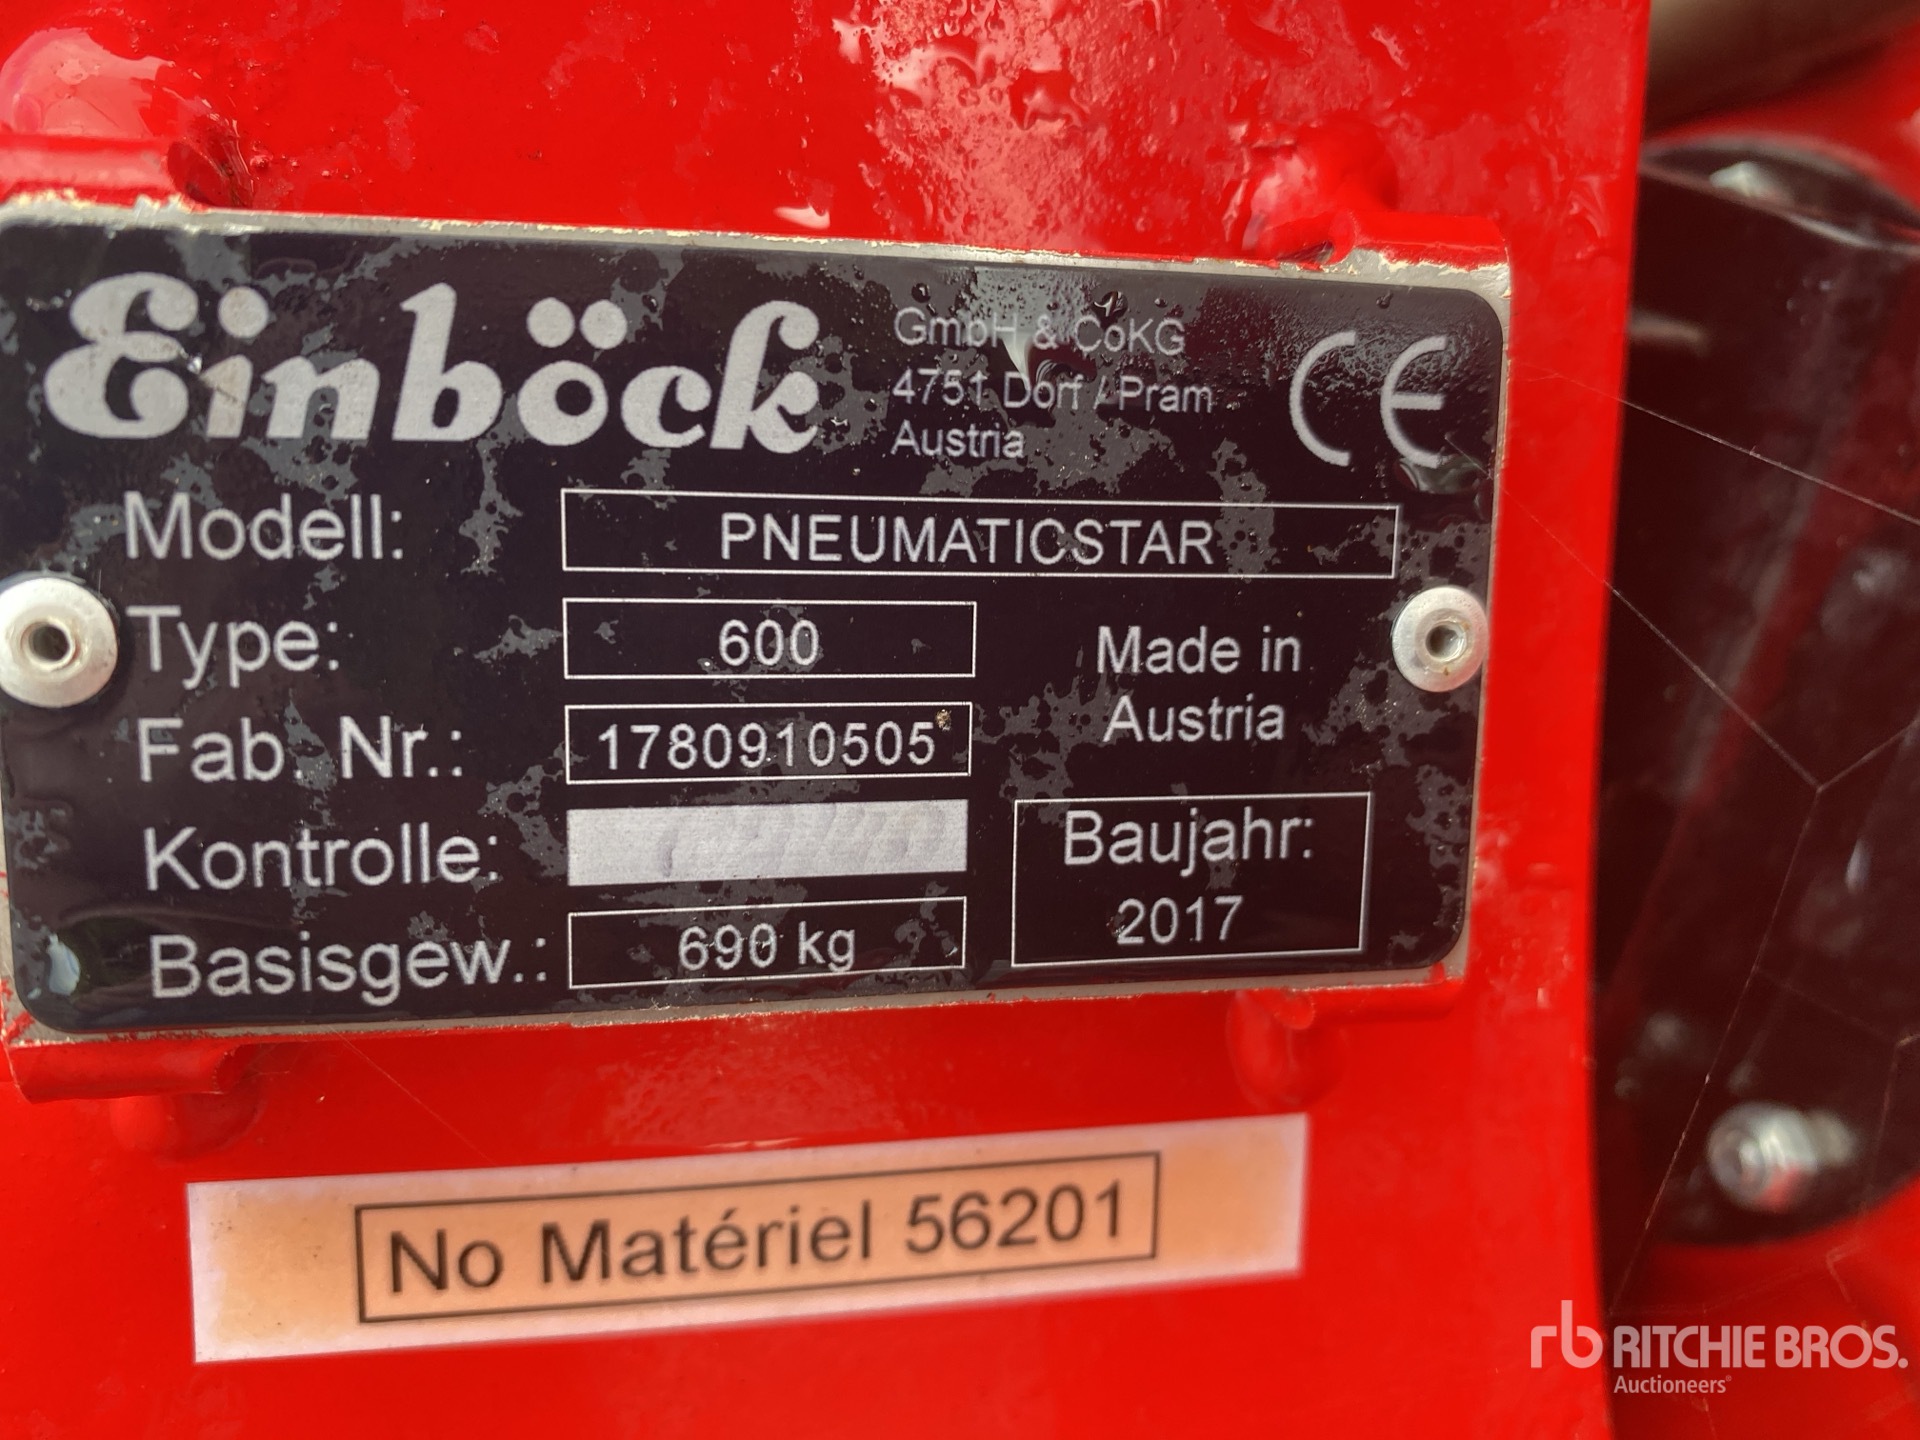 Einböck
GmbH & CoKG
4751 Dorf / Pram
Austria
CE
Modell: PNEUMATICSTAR
Type: 600
Made in
Austria
Fab. Nr.: 1780910505
Kontrolle:
Baujahr:
2017
Basisgew.: 690 kg
No Matériel 56201
rb RITCHIE BROS.
Auctioneers